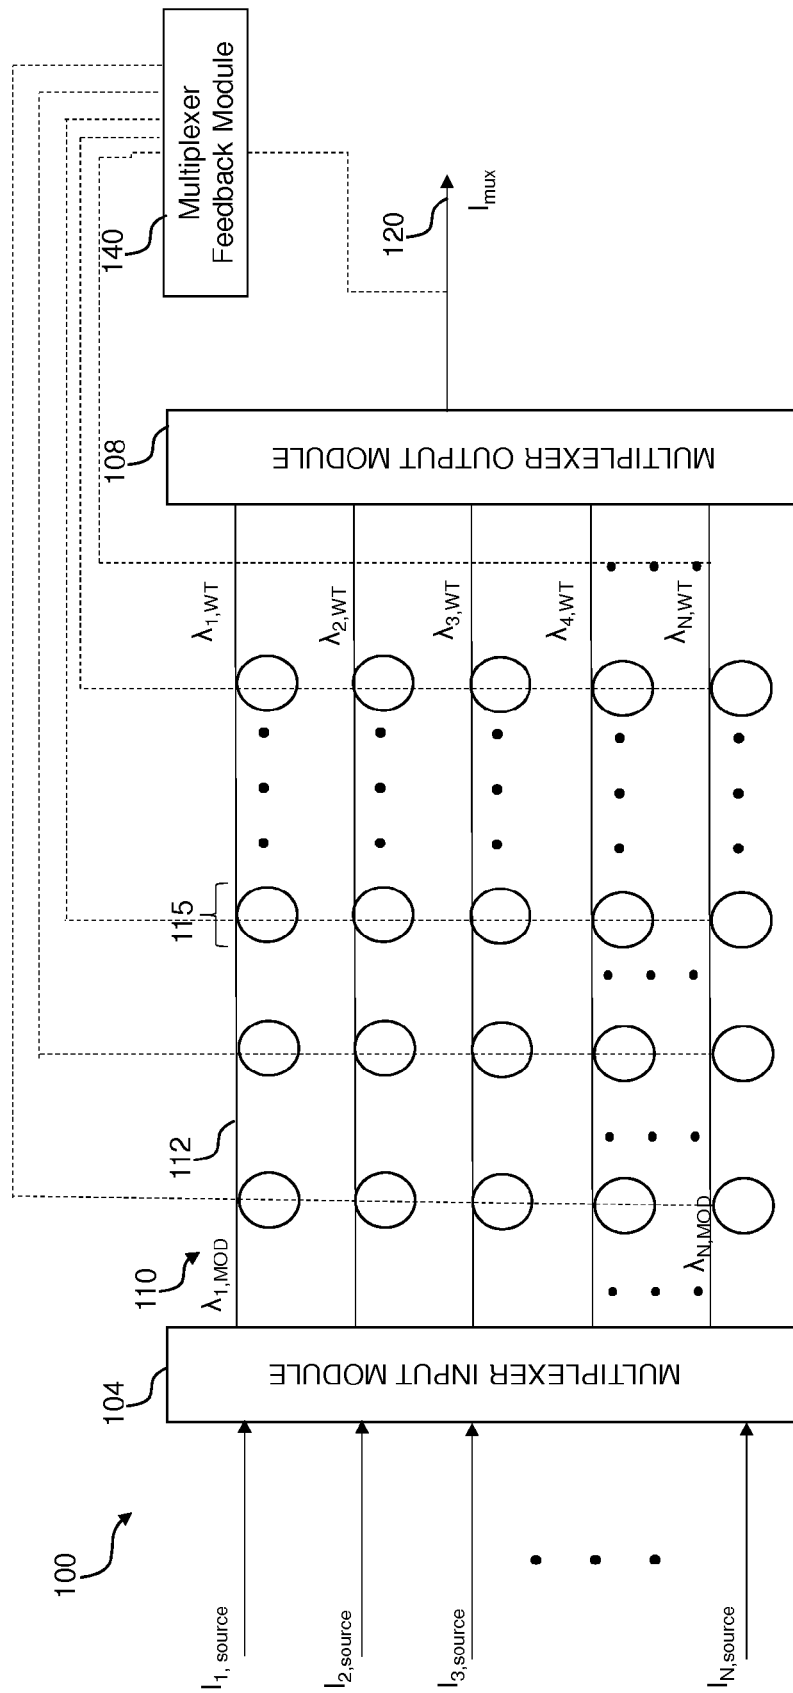 100
I1, source
I2,source
I3,source
IN,source
104
MULTIPLEXER INPUT MODULE
110
λ1,MOD
λN,MOD
112
115
λ1,WT
λ2,WT
λ3,WT
λ4,WT
λN,WT
108
MULTIPLEXER OUTPUT MODULE
140
Multiplexer
Feedback Module
120
Imux